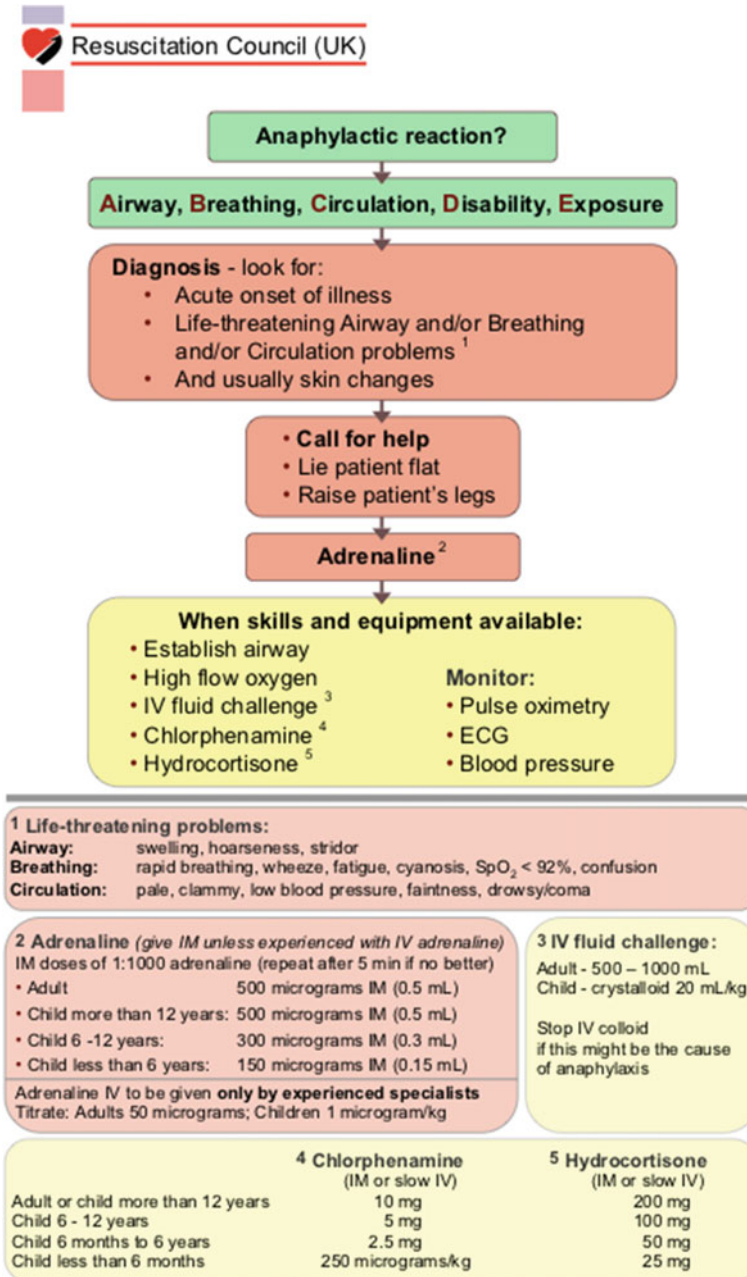 Resuscitation Council (UK)
Anaphylactic reaction?
Airway, Breathing, Circulation, Disability, Exposure
Diagnosis - look for:
• Acute onset of illness
• Life-threatening Airway and/or Breathing
and/or Circulation problems 1
• And usually skin changes
• Call for help
• Lie patient flat
• Raise patient's legs
Adrenaline 2
When skills and equipment available:
• Establish airway
• High flow oxygen
• IV fluid challenge 3
• Chlorphenamine 4
• Hydrocortisone 5
Monitor:
• Pulse oximetry
• ECG
• Blood pressure
1 Life-threatening problems:
Airway: swelling, hoarseness, stridor
Breathing: rapid breathing, wheeze, fatigue, cyanosis, SpO2 < 92%, confusion
Circulation: pale, clammy, low blood pressure, faintness, drowsy/coma
2 Adrenaline (give IM unless experienced with IV adrenaline)
IM doses of 1:1000 adrenaline (repeat after 5 min if no better)
• Adult 500 micrograms IM (0.5 mL)
• Child more than 12 years: 500 micrograms IM (0.5 mL)
• Child 6 -12 years: 300 micrograms IM (0.3 mL)
• Child less than 6 years: 150 micrograms IM (0.15 mL)
Adrenaline IV to be given only by experienced specialists
Titrate: Adults 50 micrograms; Children 1 microgram/kg
3 IV fluid challenge:
Adult - 500 – 1000 mL
Child - crystalloid 20 mL/kg
Stop IV colloid
if this might be the cause
of anaphylaxis
4 Chlorphenamine 5 Hydrocortisone
(IM or slow IV) (IM or slow IV)
Adult or child more than 12 years 10 mg 200 mg
Child 6 - 12 years 5 mg 100 mg
Child 6 months to 6 years 2.5 mg 50 mg
Child less than 6 months 250 micrograms/kg 25 mg